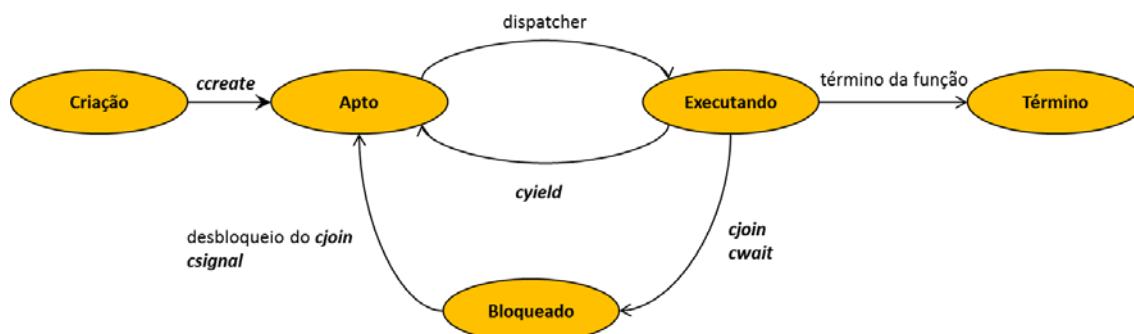 dispatcher
Criação
ccreate
Apto
Executando
término da função
Término
cyield
desbloqueio do cjoin
csignal
cjoin
cwait
Bloqueado